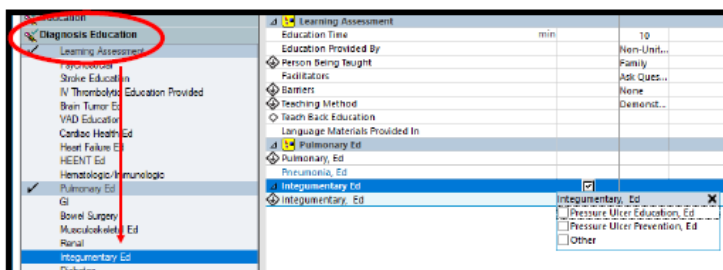 Education
Diagnosis Education
Learning Assessment
Psychosocial
Stroke Education
IV Thrombolytic Education Provided
Brain Tumor Ed
VAD Education
Cardiac Health Ed
Heart Failure Ed
HEENT Ed
Hematologic/Immunologic
Pulmonary Ed
GI
Bowel Surgery
Musculoskeletal Ed
Renal
Integumentary Ed
Diabetes
Learning Assessment
Education Time min 10
Education Provided By Non-Unit...
Person Being Taught Family
Facilitators Ask Ques...
Barriers None
Teaching Method Demonst...
Teach Back Education
Language Materials Provided In
Pulmonary Ed
Pulmonary, Ed
Pneumonia, Ed
Integumentary Ed
Integumentary, Ed
Integumentary, Ed X
Pressure Ulcer Education, Ed
Pressure Ulcer Prevention, Ed
Other